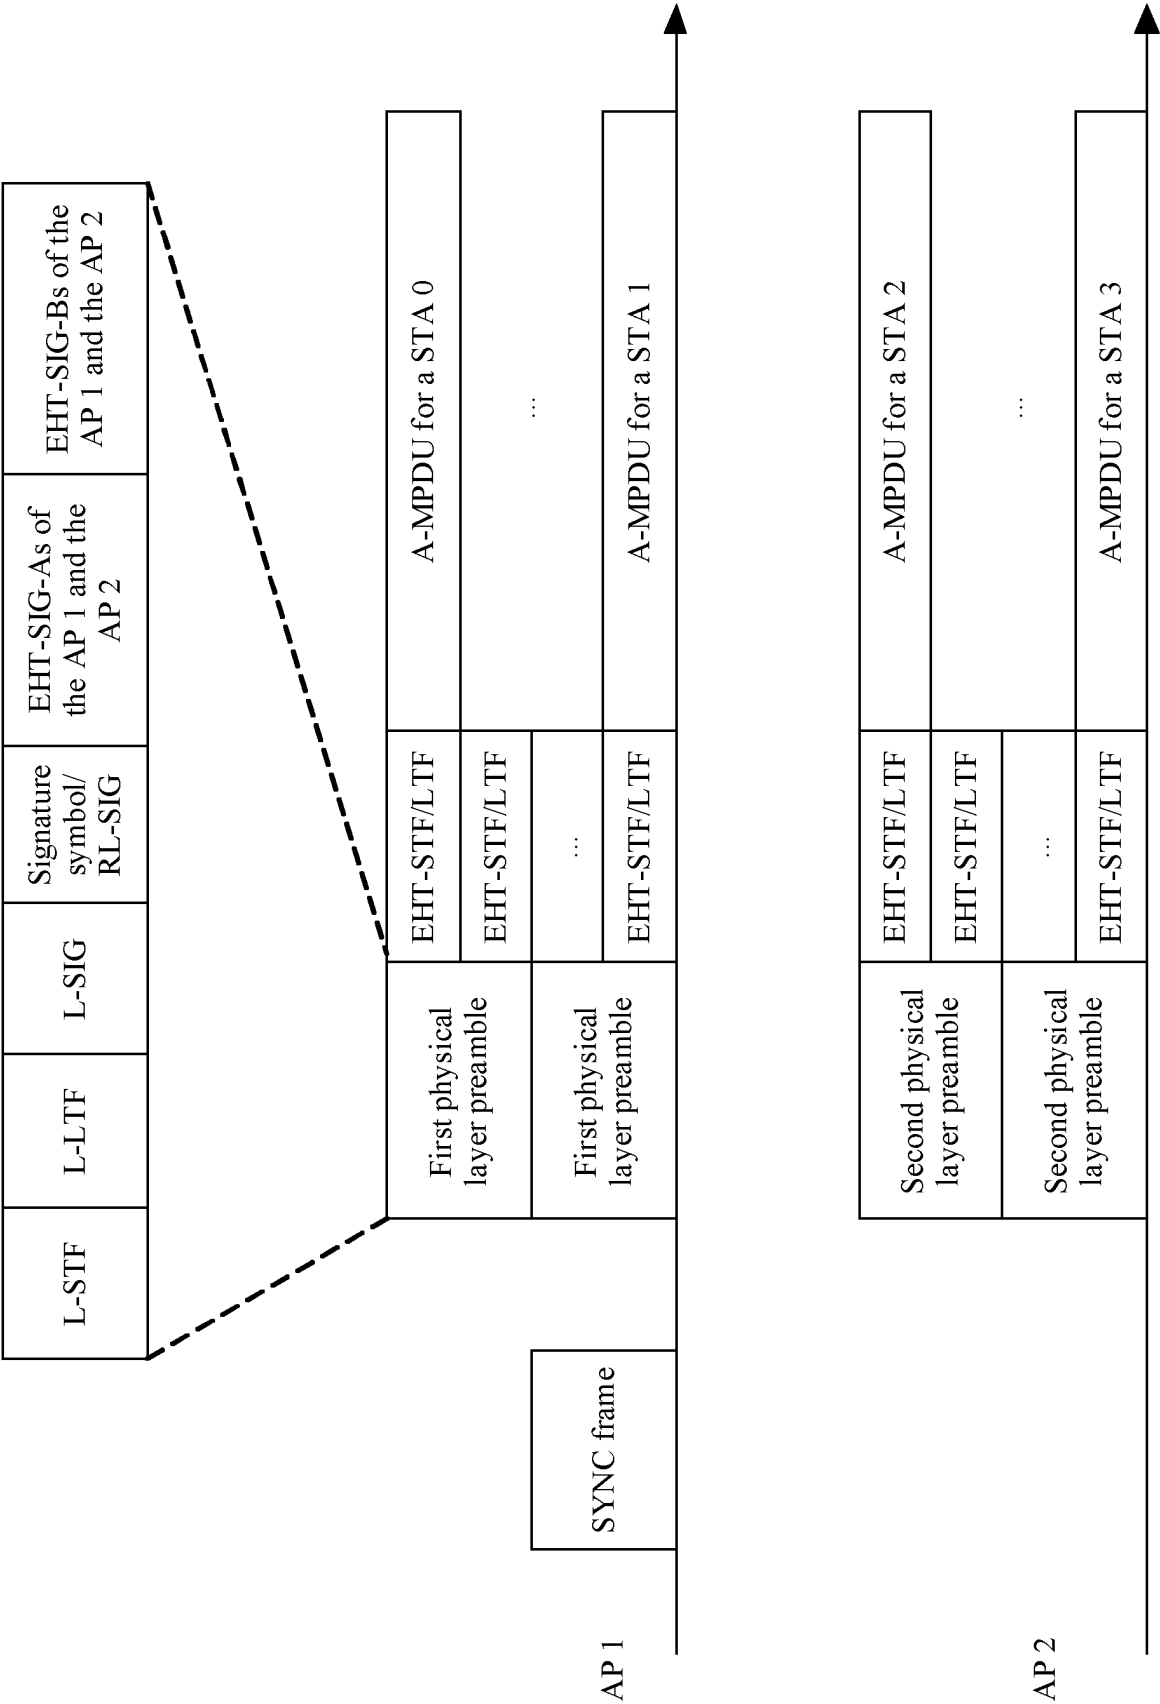 L-STF
L-LTF
L-SIG
Signature
symbol/
RL-SIG
EHT-SIG-As of
the AP 1 and the
AP 2
EHT-SIG-Bs of the
AP 1 and the AP 2
First physical
layer preamble
EHT-STF/LTF
A-MPDU for a STA 0
EHT-STF/LTF
...
SYNC frame
First physical
layer preamble
...
EHT-STF/LTF
A-MPDU for a STA 1
AP 1
Second physical
layer preamble
EHT-STF/LTF
A-MPDU for a STA 2
EHT-STF/LTF
...
Second physical
layer preamble
...
EHT-STF/LTF
A-MPDU for a STA 3
AP 2